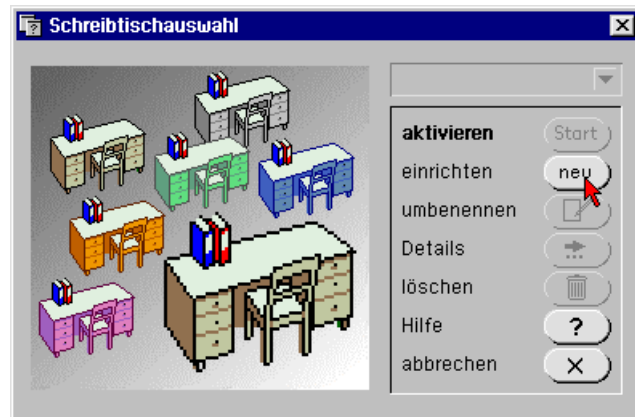 Schreibtischauswahl
aktivieren Start
einrichten neu
umbenennen
Details
löschen
Hilfe ?
abbrechen